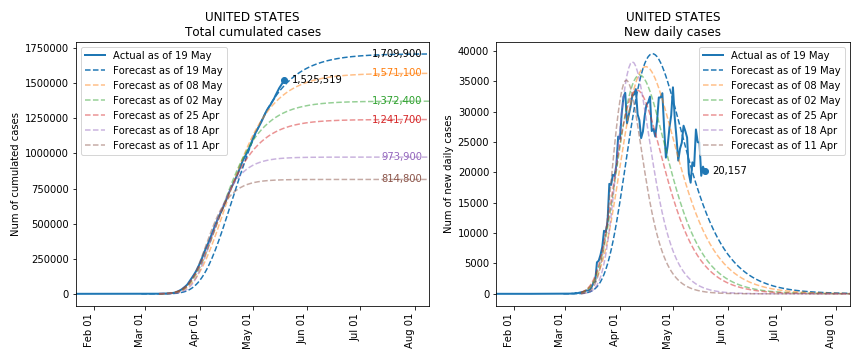 UNITED STATES
Total cumulated cases
Num of cumulated cases
1750000
1500000
1250000
1000000
750000
500000
250000
0
Actual as of 19 May
Forecast as of 19 May
Forecast as of 08 May
Forecast as of 02 May
Forecast as of 25 Apr
Forecast as of 18 Apr
Forecast as of 11 Apr
1,709,900
1,571,100
1,525,519
1,372,400
1,241,700
973,900
814,800
Feb 01
Mar 01
Apr 01
May 01
Jun 01
Jul 01
Aug 01
UNITED STATES
New daily cases
Num of new daily cases
40000
35000
30000
25000
20000
15000
10000
5000
0
Actual as of 19 May
Forecast as of 19 May
Forecast as of 08 May
Forecast as of 02 May
Forecast as of 25 Apr
Forecast as of 18 Apr
Forecast as of 11 Apr
20,157
Feb 01
Mar 01
Apr 01
May 01
Jun 01
Jul 01
Aug 01